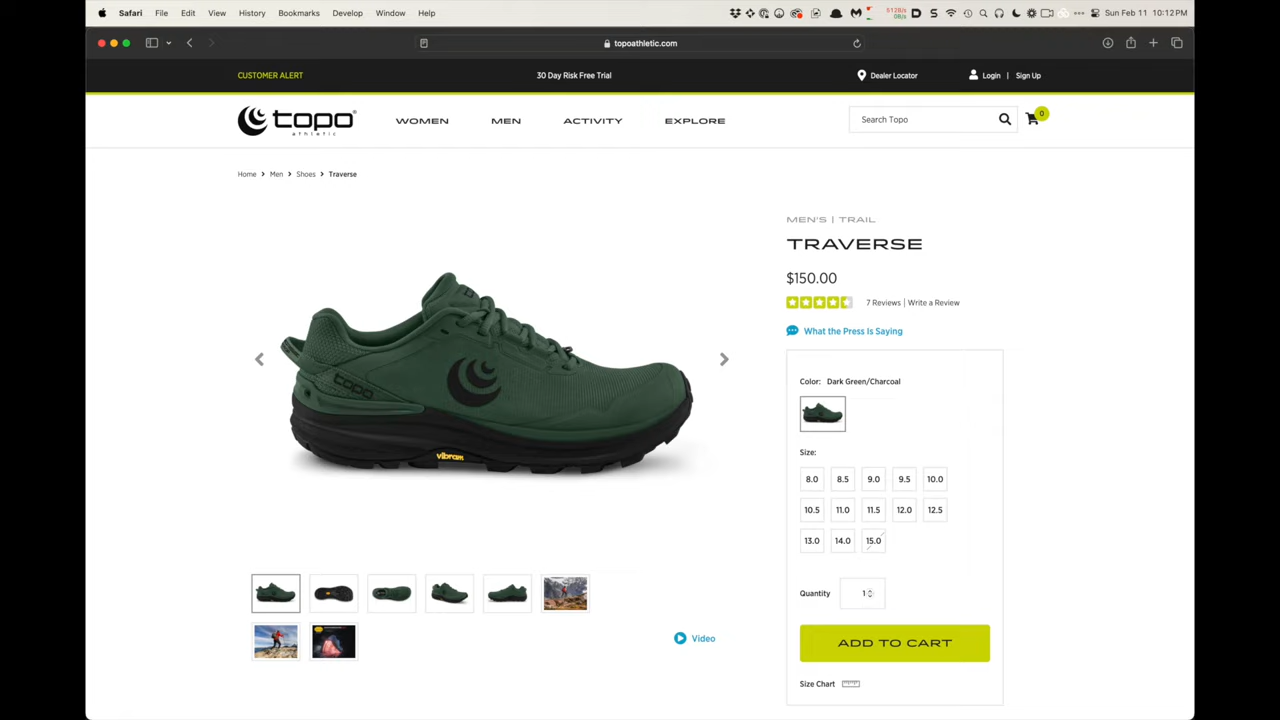 Safari File Edit View History Bookmarks Develop Window Help
Sun Feb 11 10:12 PM
topoathletic.com
CUSTOMER ALERT
30 Day Risk Free Trial
Dealer Locator
Login | Sign Up
topo
athletic
WOMEN MEN ACTIVITY EXPLORE
Search Topo
0
Home Men Shoes Traverse
MEN'S | TRAIL
TRAVERSE
$150.00
7 Reviews | Write a Review
What the Press Is Saying
Color: Dark Green/Charcoal
topo
vibram
Size:
8.0 8.5 9.0 9.5 10.0
10.5 11.0 11.5 12.0 12.5
13.0 14.0 15.0
Quantity 1
Video
ADD TO CART
Size Chart